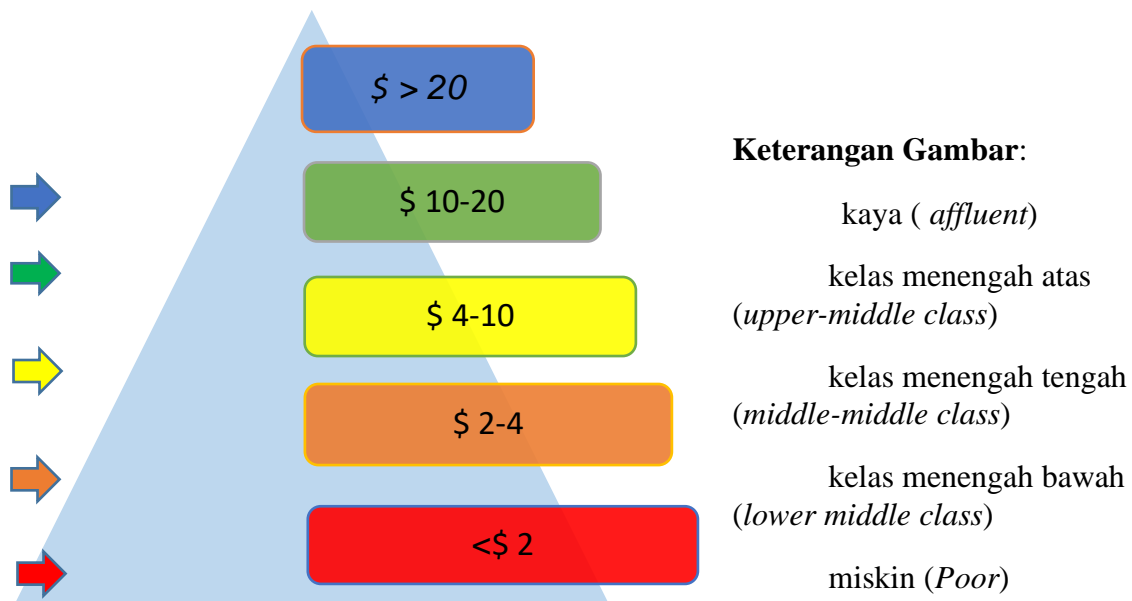 $ > 20
$ 10-20
$ 4-10
$ 2-4
<$ 2
Keterangan Gambar:
kaya ( affluent)
kelas menengah atas
(upper-middle class)
kelas menengah tengah
(middle-middle class)
kelas menengah bawah
(lower middle class)
miskin (Poor)